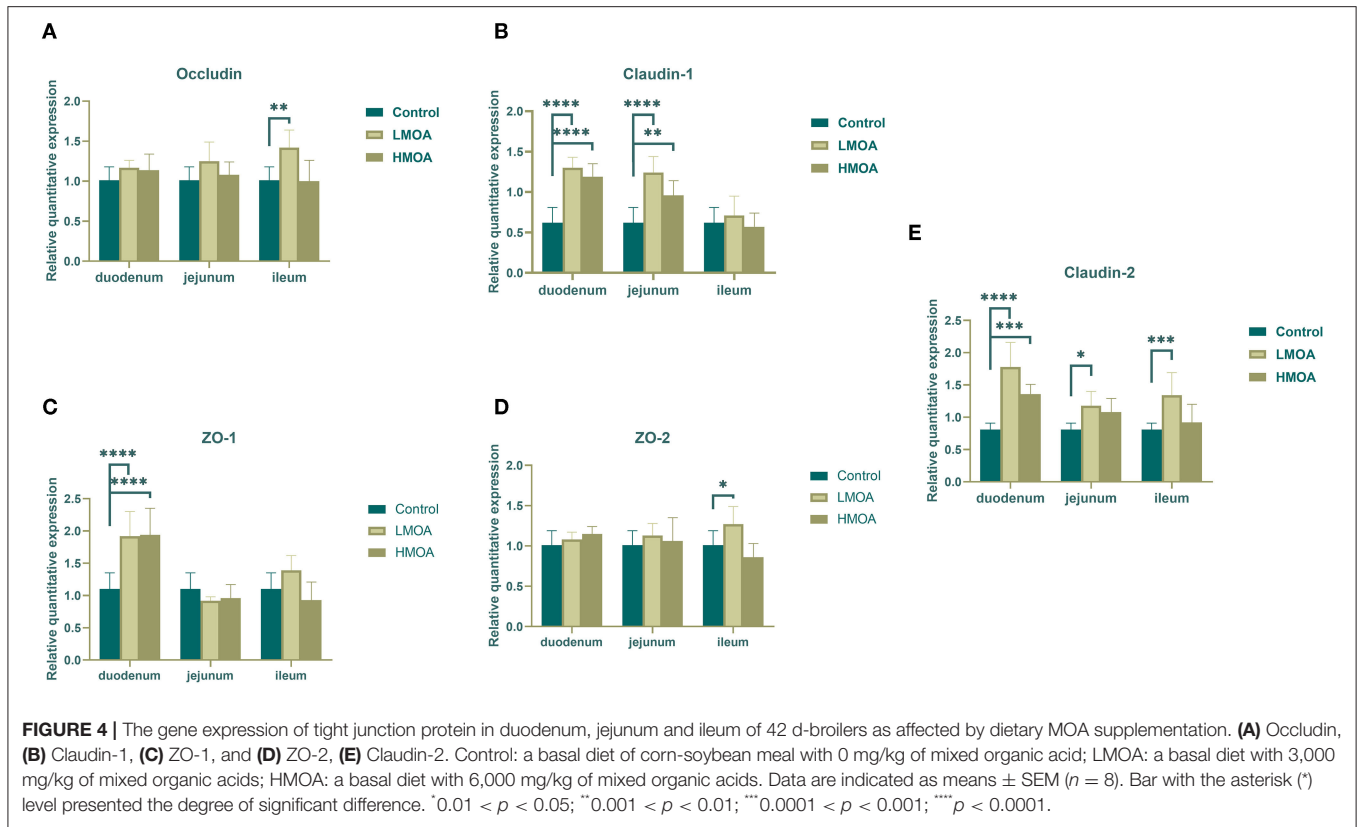 A
Occludin
Relative quantitative expression
2.0
1.5
1.0
0.5
0.0
**
duodenum jejunum ileum
Control
LMOA
HMOA
B
Claudin-1
Relative quantitative expression
2.0
1.5
1.0
0.5
0.0
**** ****
**** **
duodenum jejunum ileum
Control
LMOA
HMOA
E
Claudin-2
Relative quantitative expression
2.5
2.0
1.5
1.0
0.5
0.0
****
*** * ***
duodenum jejunum ileum
Control
LMOA
HMOA
C
ZO-1
Relative quantitative expression
2.5
2.0
1.5
1.0
0.5
0.0
****
****
duodenum jejunum ileum
Control
LMOA
HMOA
D
ZO-2
Relative quantitative expression
2.0
1.5
1.0
0.5
0.0
*
duodenum jejunum ileum
Control
LMOA
HMOA
FIGURE 4 | The gene expression of tight junction protein in duodenum, jejunum and ileum of 42 d-broilers as affected by dietary MOA supplementation. (A) Occludin,
(B) Claudin-1, (C) ZO-1, and (D) ZO-2, (E) Claudin-2. Control: a basal diet of corn-soybean meal with 0 mg/kg of mixed organic acid; LMOA: a basal diet with 3,000
mg/kg of mixed organic acids; HMOA: a basal diet with 6,000 mg/kg of mixed organic acids. Data are indicated as means ± SEM (n = 8). Bar with the asterisk (*)
level presented the degree of significant difference. *0.01 < p < 0.05; **0.001 < p < 0.01; ***0.0001 < p < 0.001; ****p < 0.0001.